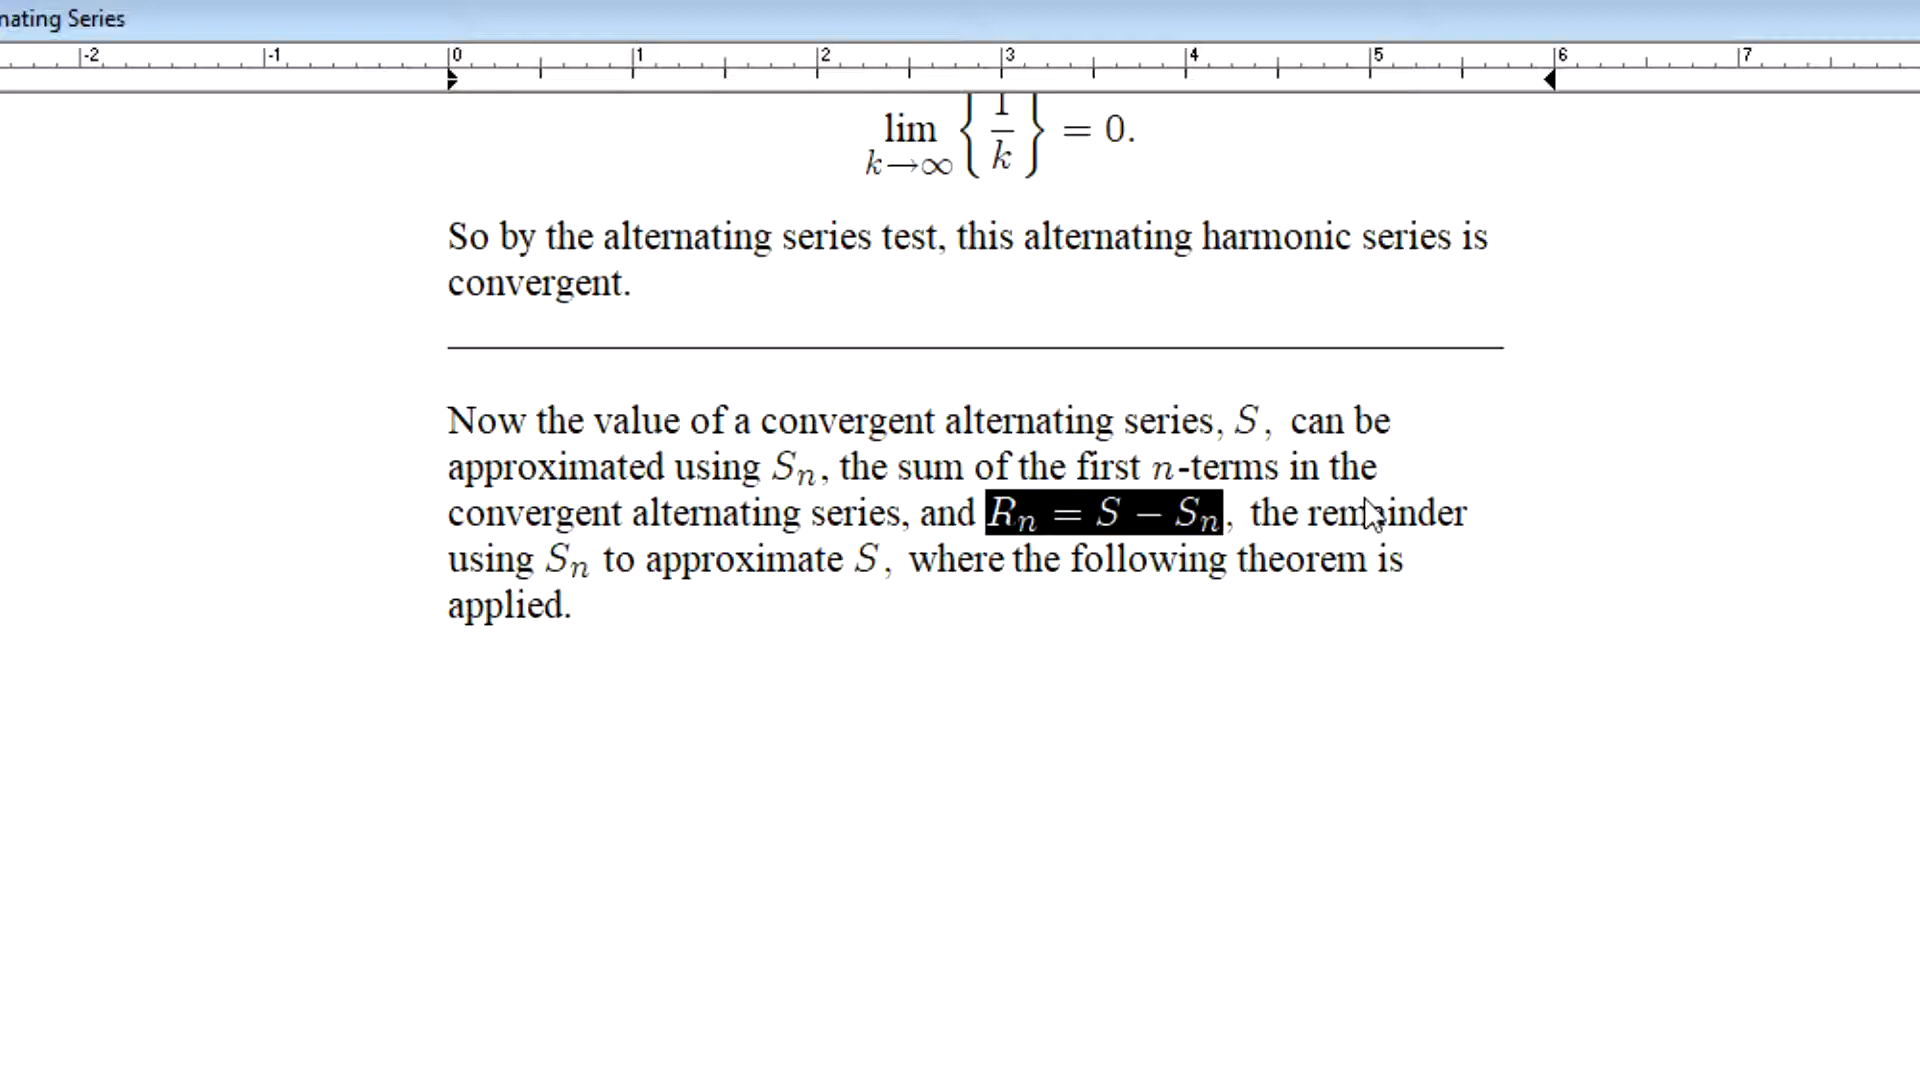 nating Series
-2 -1 0 1 2 3 4 5 6 7
lim { 1/k } = 0.
k→∞
So by the alternating series test, this alternating harmonic series is
convergent.
Now the value of a convergent alternating series, S, can be
approximated using Sₙ, the sum of the first n-terms in the
convergent alternating series, and Rₙ = S − Sₙ, the remainder
using Sₙ to approximate S, where the following theorem is
applied.